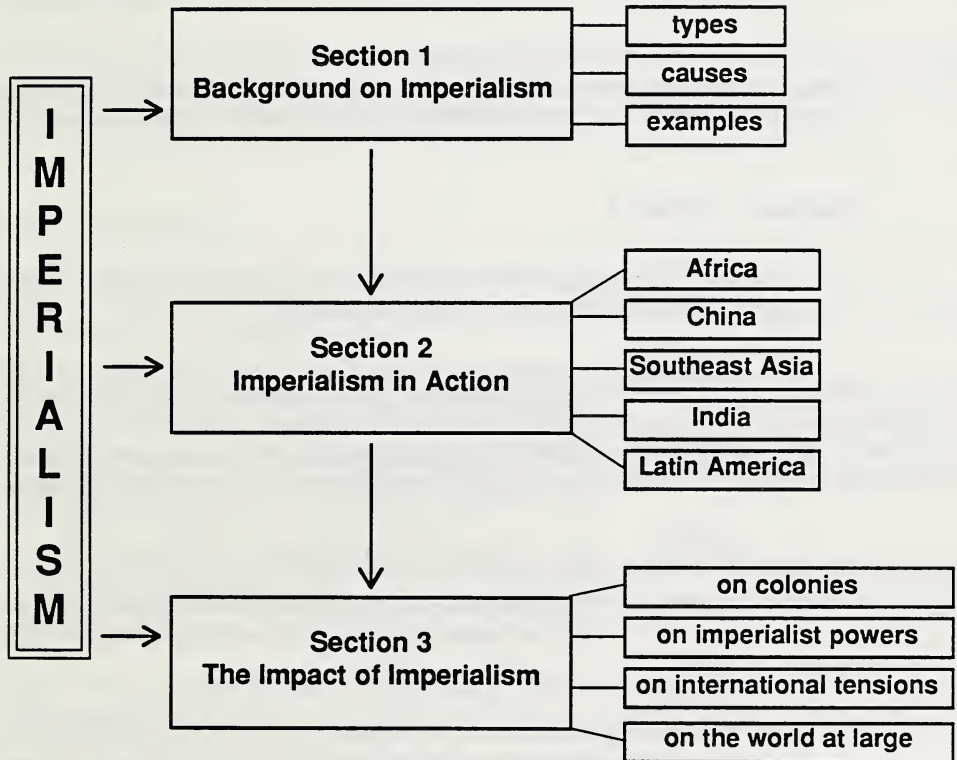 IMPERIALISM
Section 1
Background on Imperialism
types
causes
examples
Section 2
Imperialism in Action
Africa
China
Southeast Asia
India
Latin America
Section 3
The Impact of Imperialism
on colonies
on imperialist powers
on international tensions
on the world at large